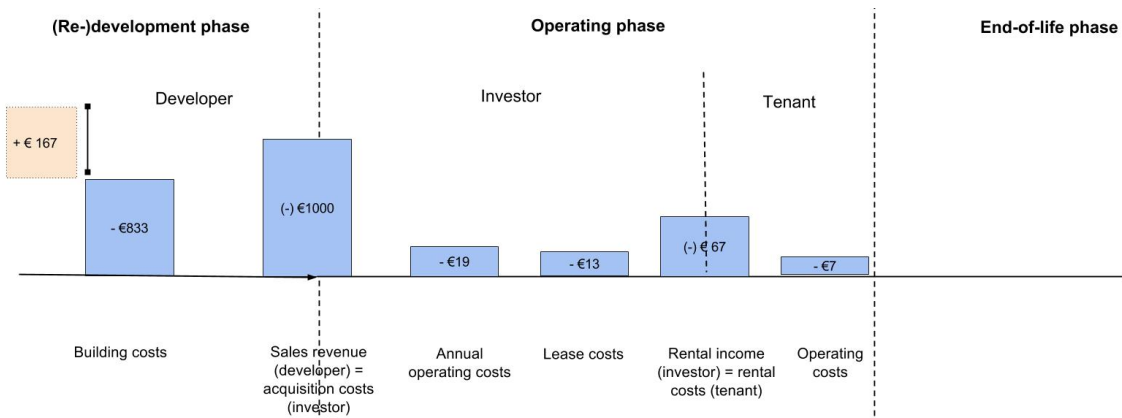 (Re-)development phase
Operating phase
End-of-life phase
Developer
Investor
Tenant
+ € 167
- €833
(-) €1000
- €19
- €13
(-) € 67
- €7
Building costs
Sales revenue
(developer) =
acquisition costs
(investor)
Annual
operating costs
Lease costs
Rental income
(investor) = rental
costs (tenant)
Operating
costs